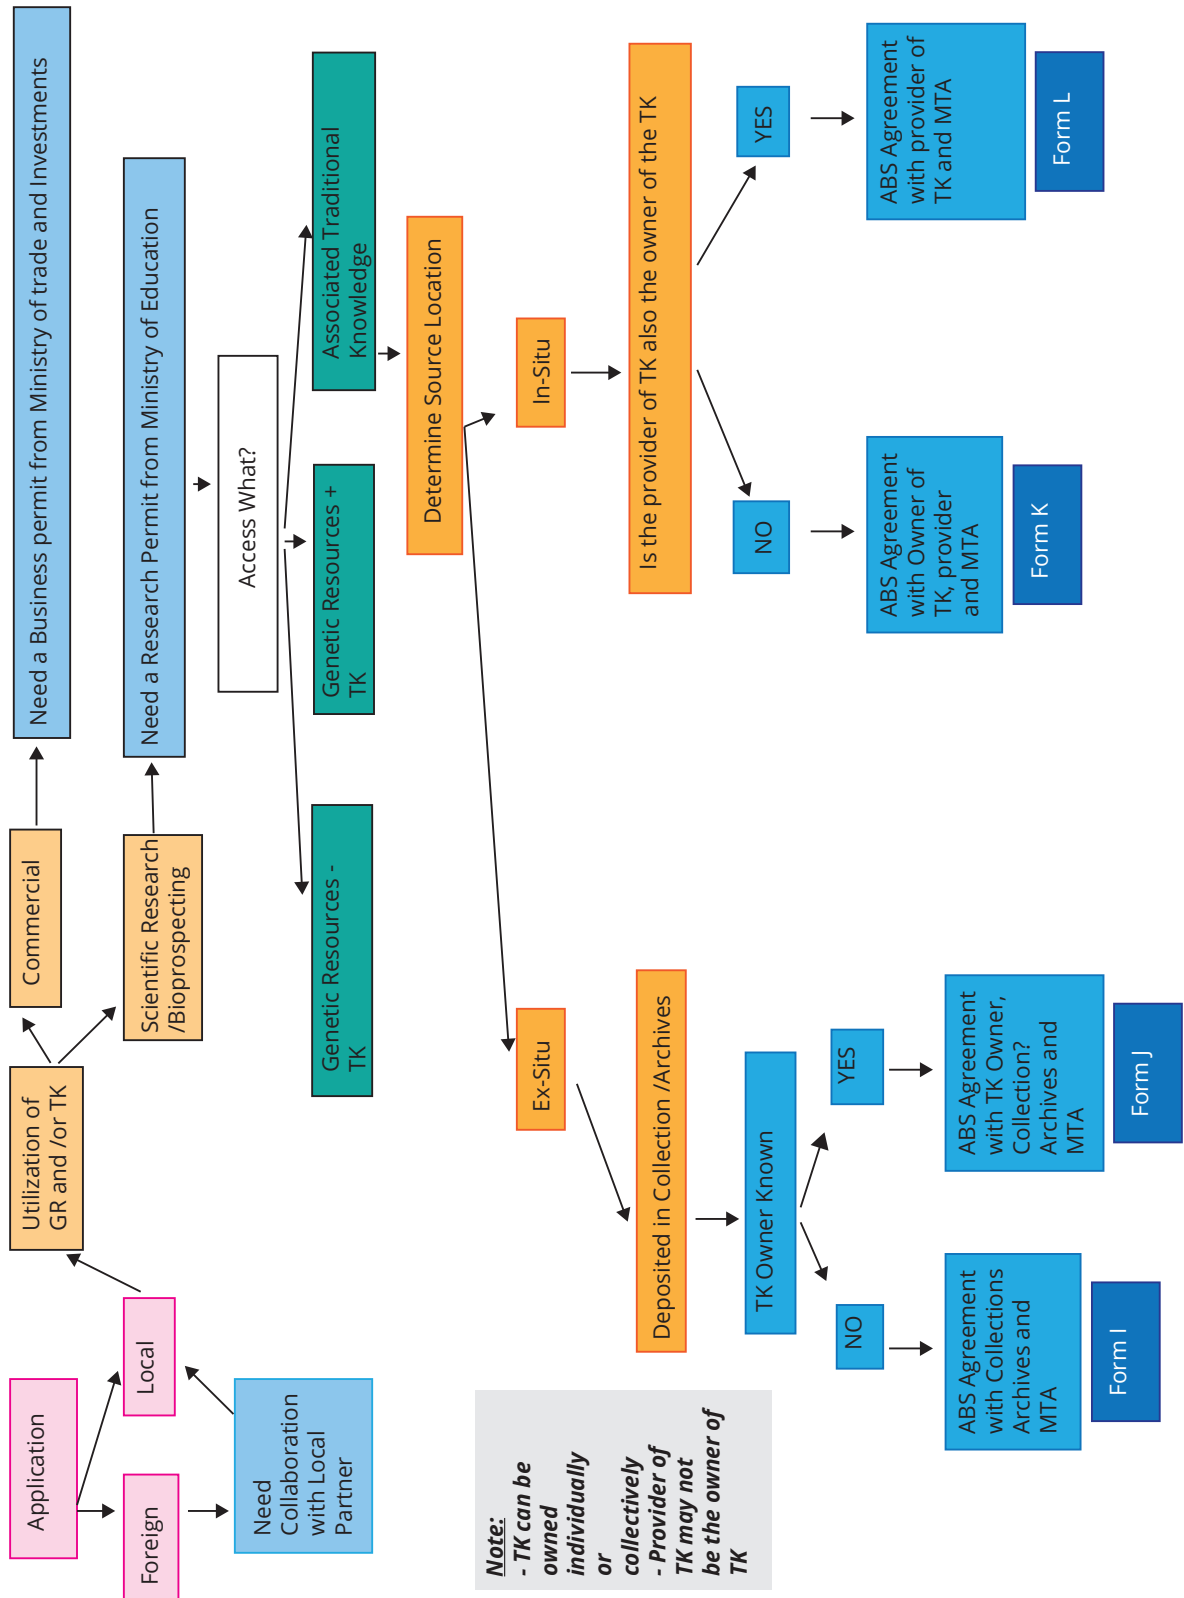 Application
Foreign
Local
Need
Collaboration
with Local
Partner
Utilization of
GR and /or TK
Commercial
Scientific Research
/Bioprospecting
Need a Business permit from Ministry of trade and Investments
Need a Research Permit from Ministry of Education
Access What?
Genetic Resources -
TK
Genetic Resources +
TK
Associated Traditional
Knowledge
Determine Source Location
Ex-Situ
In-Situ
Deposited in Collection /Archives
Is the provider of TK also the owner of the TK
TK Owner Known
NO
YES
NO
YES
ABS Agreement
with Collections
Archives and
MTA
Form I
ABS Agreement
with TK Owner,
Collection?
Archives and
MTA
Form J
ABS Agreement
with Owner of
TK, provider
and MTA
Form K
ABS Agreement
with provider of
TK and MTA
Form L
Note:
- TK can be
owned
individually
or
collectively
- Provider of
TK may not
be the owner of
TK